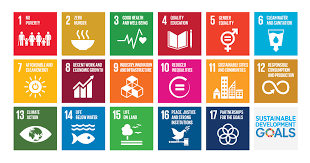 1 NO
POVERTY
2 ZERO
HUNGER
3 GOOD HEALTH
AND WELL-BEING
4 QUALITY
EDUCATION
5 GENDER
EQUALITY
6 CLEAN WATER
AND SANITATION
7 AFFORDABLE AND
CLEAN ENERGY
8 DECENT WORK AND
ECONOMIC GROWTH
9 INDUSTRY, INNOVATION
AND INFRASTRUCTURE
10 REDUCED
INEQUALITIES
11 SUSTAINABLE CITIES
AND COMMUNITIES
12 RESPONSIBLE
CONSUMPTION
AND PRODUCTION
13 CLIMATE
ACTION
14 LIFE
BELOW WATER
15 LIFE
ON LAND
16 PEACE, JUSTICE
AND STRONG
INSTITUTIONS
17 PARTNERSHIPS
FOR THE GOALS
SUSTAINABLE
DEVELOPMENT
GOALS